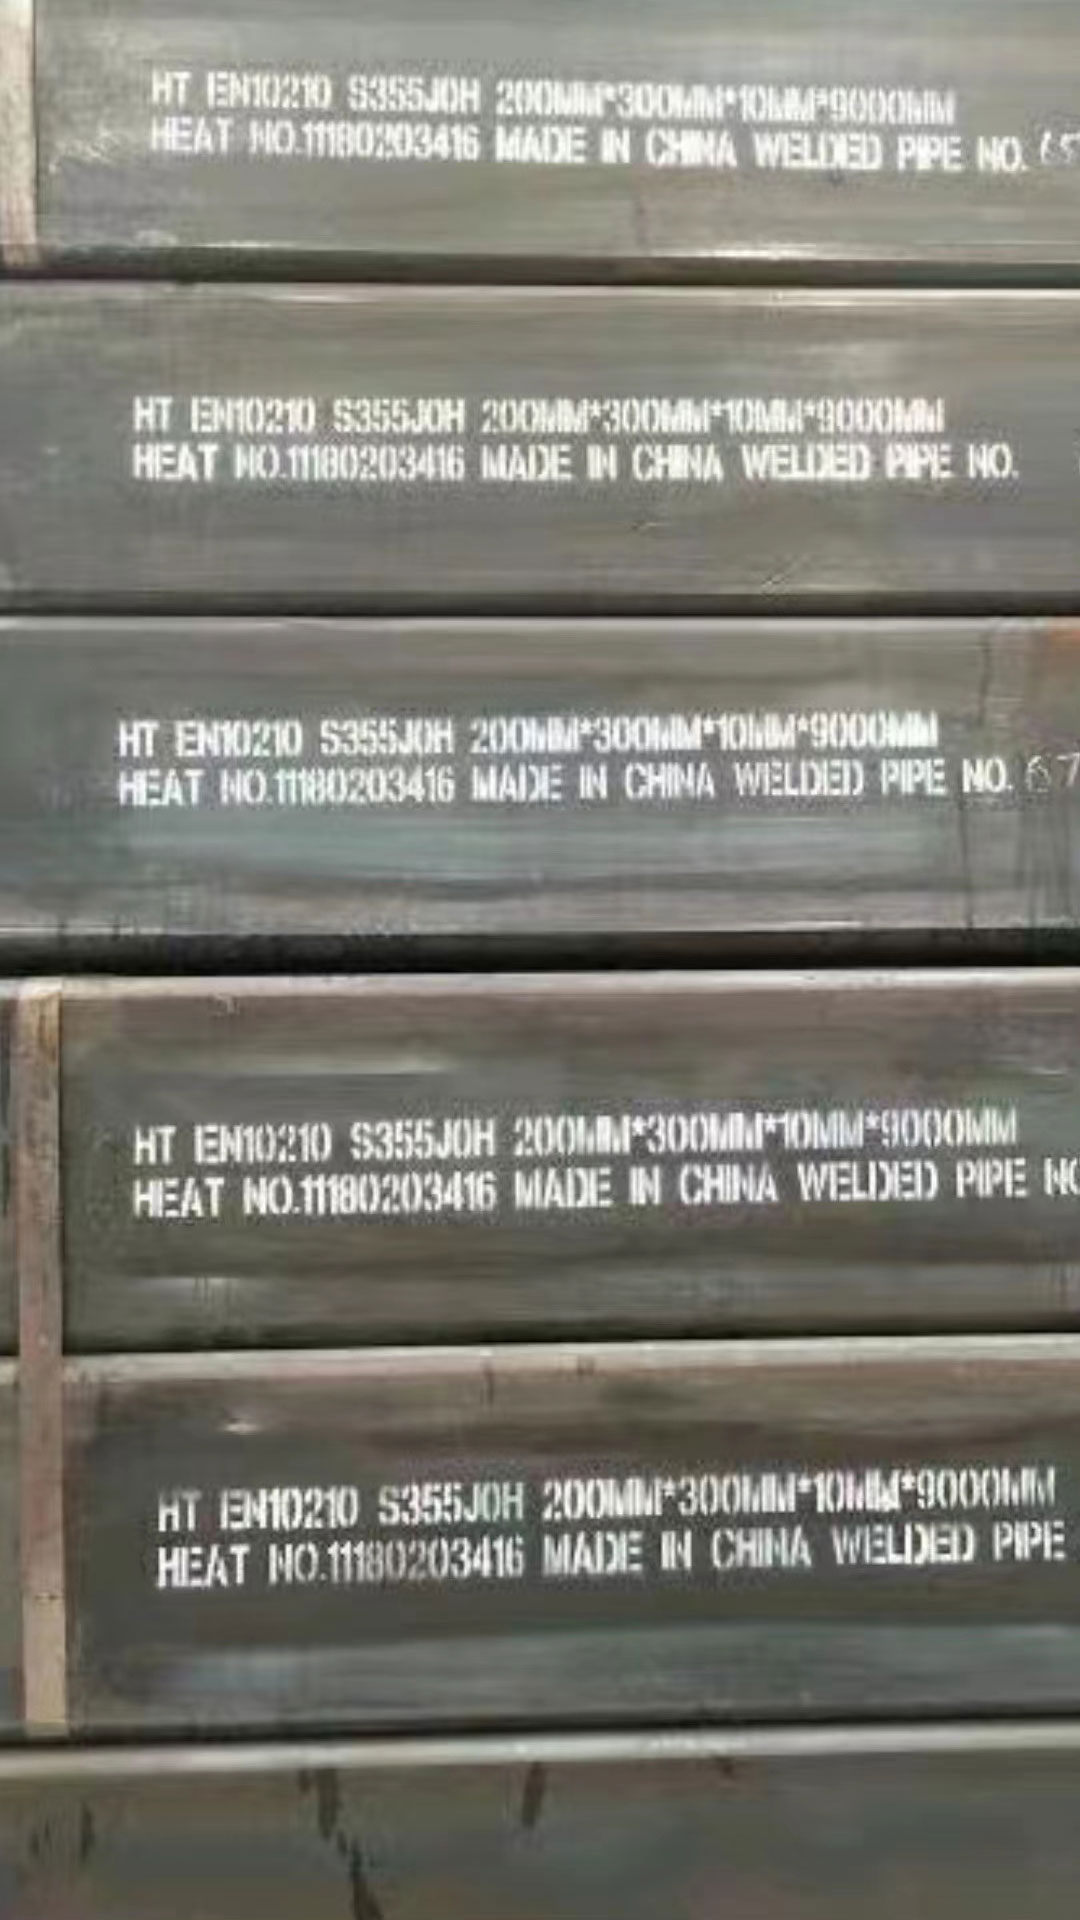 HT EN10210 S355J0H 200MM*300MM*10MM*9000MM
HEAT NO.11180203416 MADE IN CHINA WELDED PIPE NO.
HT EN10210 S355J0H 200MM*300MM*10MM*9000MM
HEAT NO.11180203416 MADE IN CHINA WELDED PIPE NO.
HT EN10210 S355J0H 200MM*300MM*10MM*9000MM
HEAT NO.11180203416 MADE IN CHINA WELDED PIPE NO. 67
HT EN10210 S355J0H 200MM*300MM*10MM*9000MM
HEAT NO.11180203416 MADE IN CHINA WELDED PIPE NO
HT EN10210 S355J0H 200MM*300MM*10MM*9000MM
HEAT NO.11180203416 MADE IN CHINA WELDED PIPE